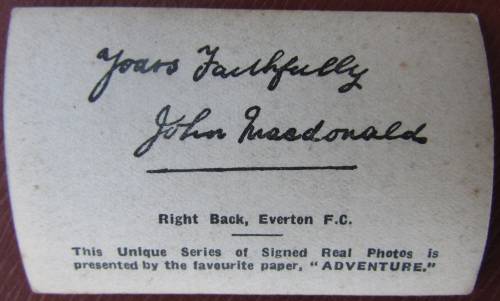 Yours Faithfully
John Macdonald
Right Back, Everton F.C.
This Unique Series of Signed Real Photos is
presented by the favourite paper, "ADVENTURE."